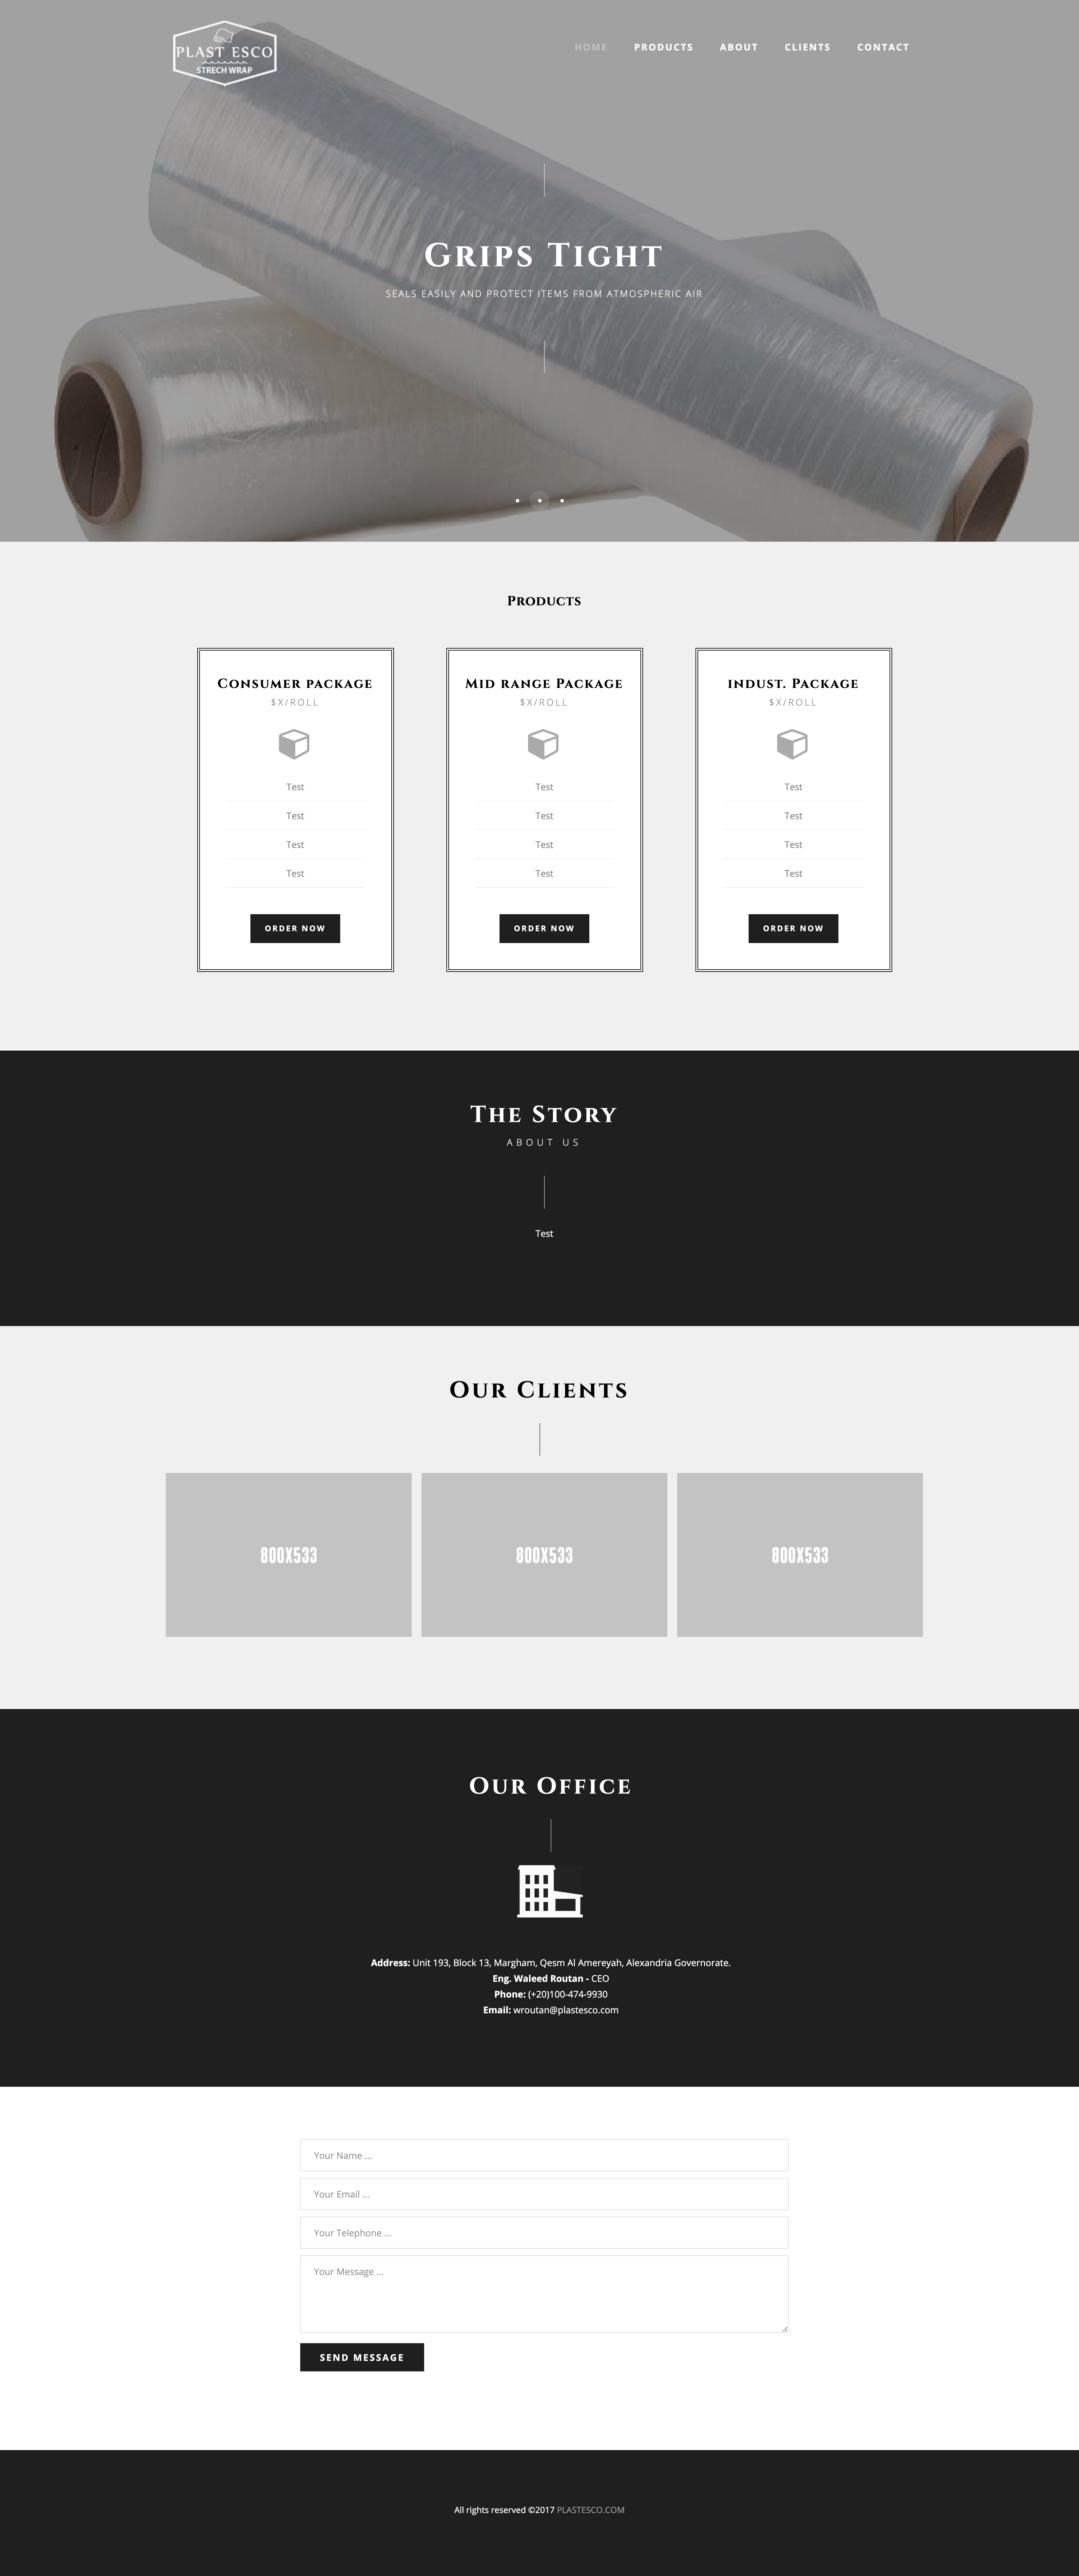 PLAST ESCO
STRECH WRAP
HOME PRODUCTS ABOUT CLIENTS CONTACT
Grips Tight
SEALS EASILY AND PROTECT ITEMS FROM ATMOSPHERIC AIR
Products
Consumer package
$X/ROLL
Test
Test
Test
Test
ORDER NOW
Mid range Package
$X/ROLL
Test
Test
Test
Test
ORDER NOW
indust. Package
$X/ROLL
Test
Test
Test
Test
ORDER NOW
The Story
ABOUT US
Test
Our Clients
800X533
800X533
800X533
Our Office
Address: Unit 193, Block 13, Margham, Qesm Al Amereyah, Alexandria Governorate.
Eng. Waleed Routan - CEO
Phone: (+20)100-474-9930
Email: wroutan@plastesco.com
Your Name ...
Your Email ...
Your Telephone ...
Your Message ...
SEND MESSAGE
All rights reserved ©2017 PLASTESCO.COM